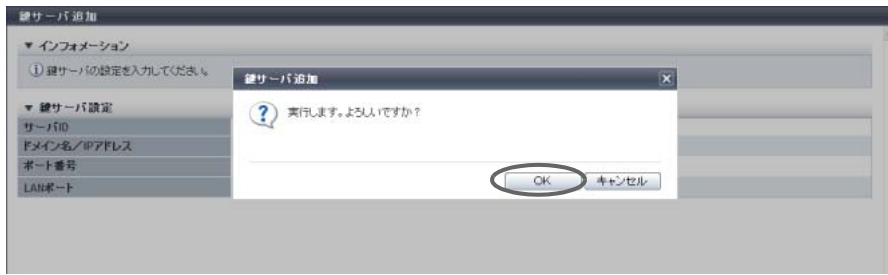 鍵サーバ追加
▼ インフォメーション
鍵サーバの設定を入力してください。
鍵サーバ追加
実行します。よろしいですか?
OK キャンセル
▼ 鍵サーバ設定
サーバID
ドメイン名/IPアドレス
ポート番号
LANポート